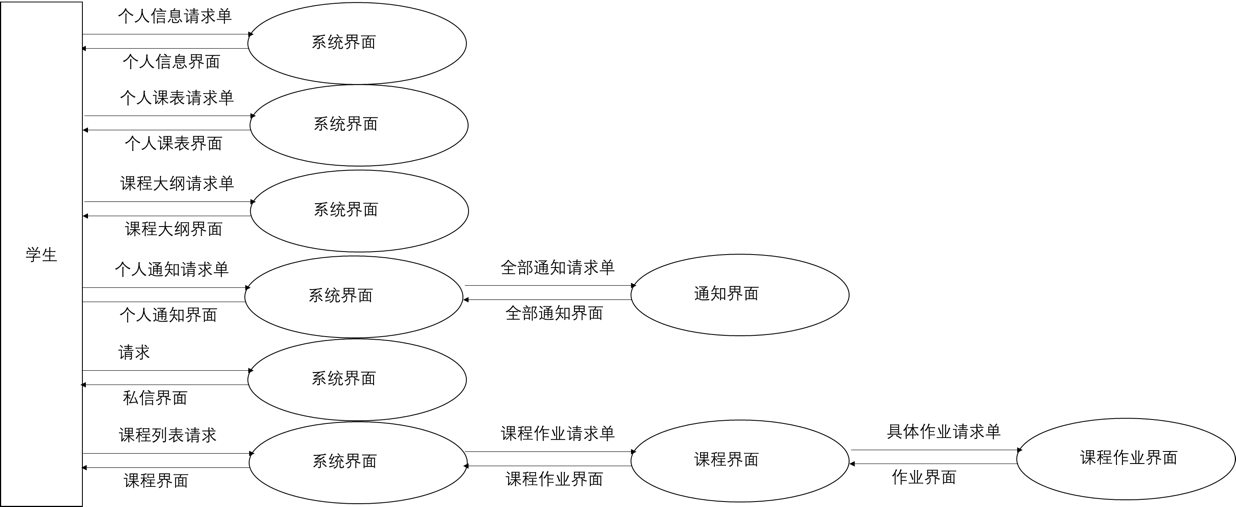 学生
个人信息请求单
系统界面
个人信息界面
个人课表请求单
系统界面
个人课表界面
课程大纲请求单
系统界面
课程大纲界面
个人通知请求单
系统界面
个人通知界面
全部通知请求单
通知界面
全部通知界面
请求
系统界面
私信界面
课程列表请求
系统界面
课程界面
课程作业请求单
课程界面
课程作业界面
具体作业请求单
课程作业界面
作业界面